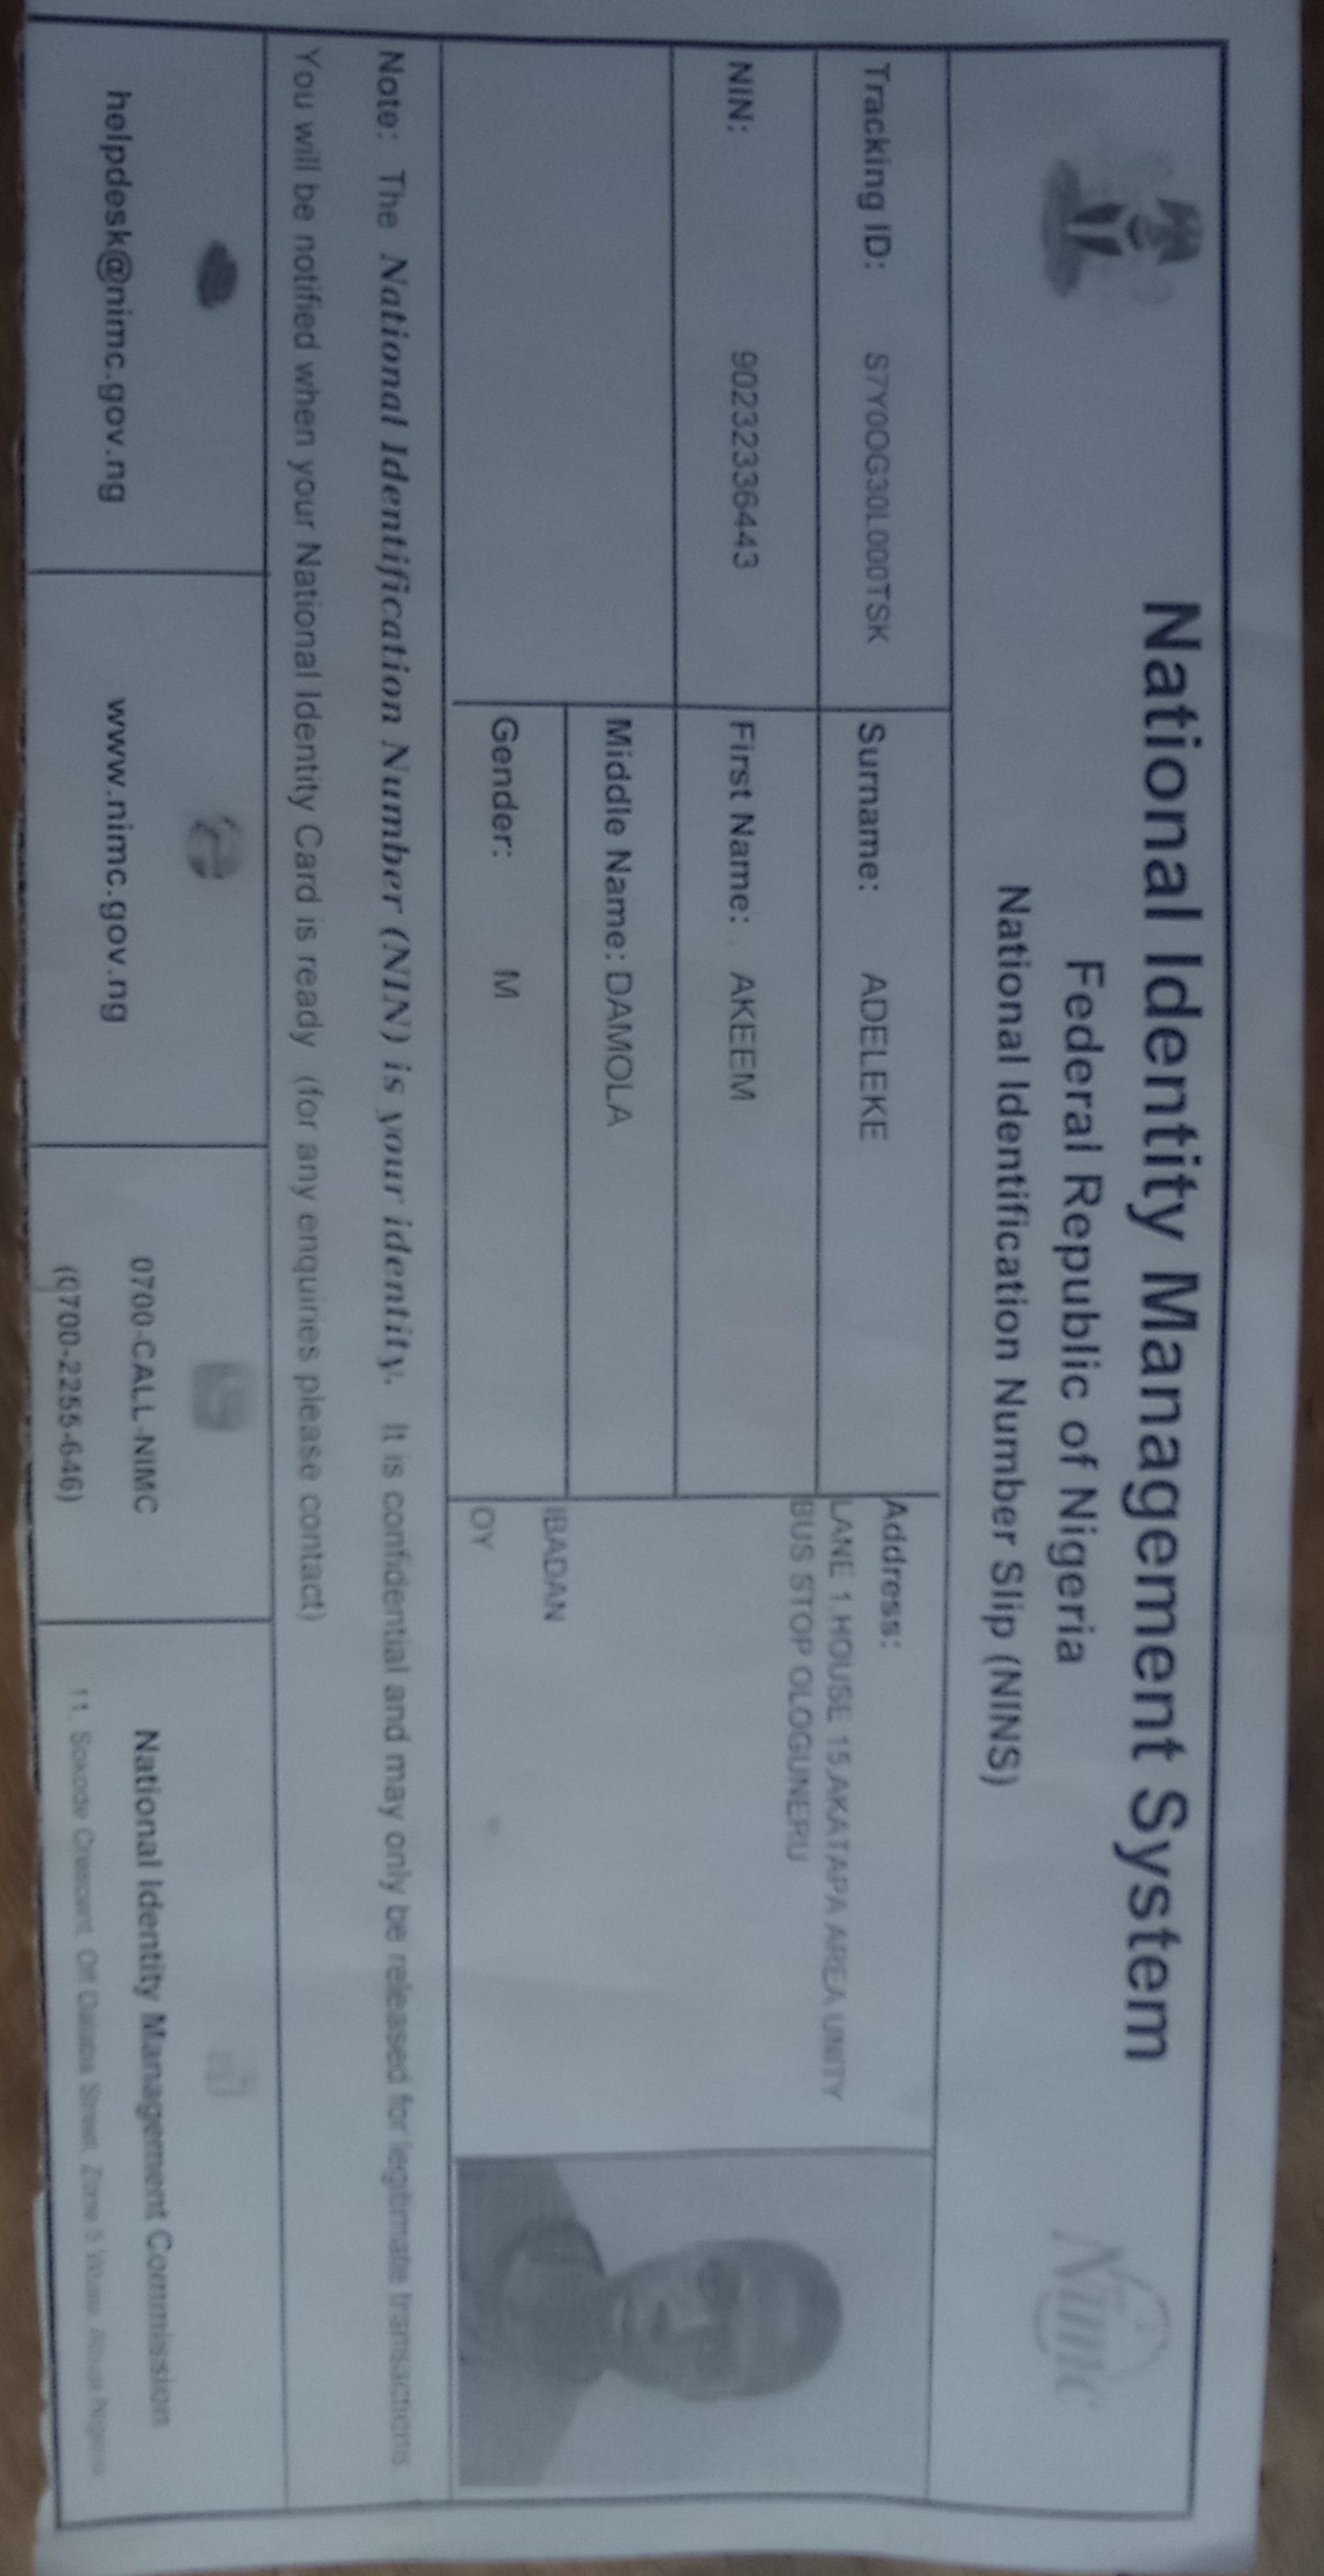 National Identity Management System
Federal Republic of Nigeria
National Identification Number Slip (NINS)
Nimc
Tracking ID: S7Y0OG30L000TSK
Surname: ADELEKE
Address:
LANE 1 HOUSE 15 AKATAPA AREA UNITY
BUS STOP OLOGUNERU
NIN: 90232336443
First Name: AKEEM
Middle Name: DAMOLA
IBADAN
Gender: M
OY
Note: The National Identification Number (NIN) is your identity. It is confidential and may only be released for legitimate transactions
You will be notified when your National Identity Card is ready (for any enquiries please contact)
helpdesk@nimc.gov.ng
www.nimc.gov.ng
0700-CALL-NIMC
(0700-2255-646)
National Identity Management Commission
11, Sokode Crescent, Off Dalaba Street, Zone 5 Wuse, Abuja Nigeria